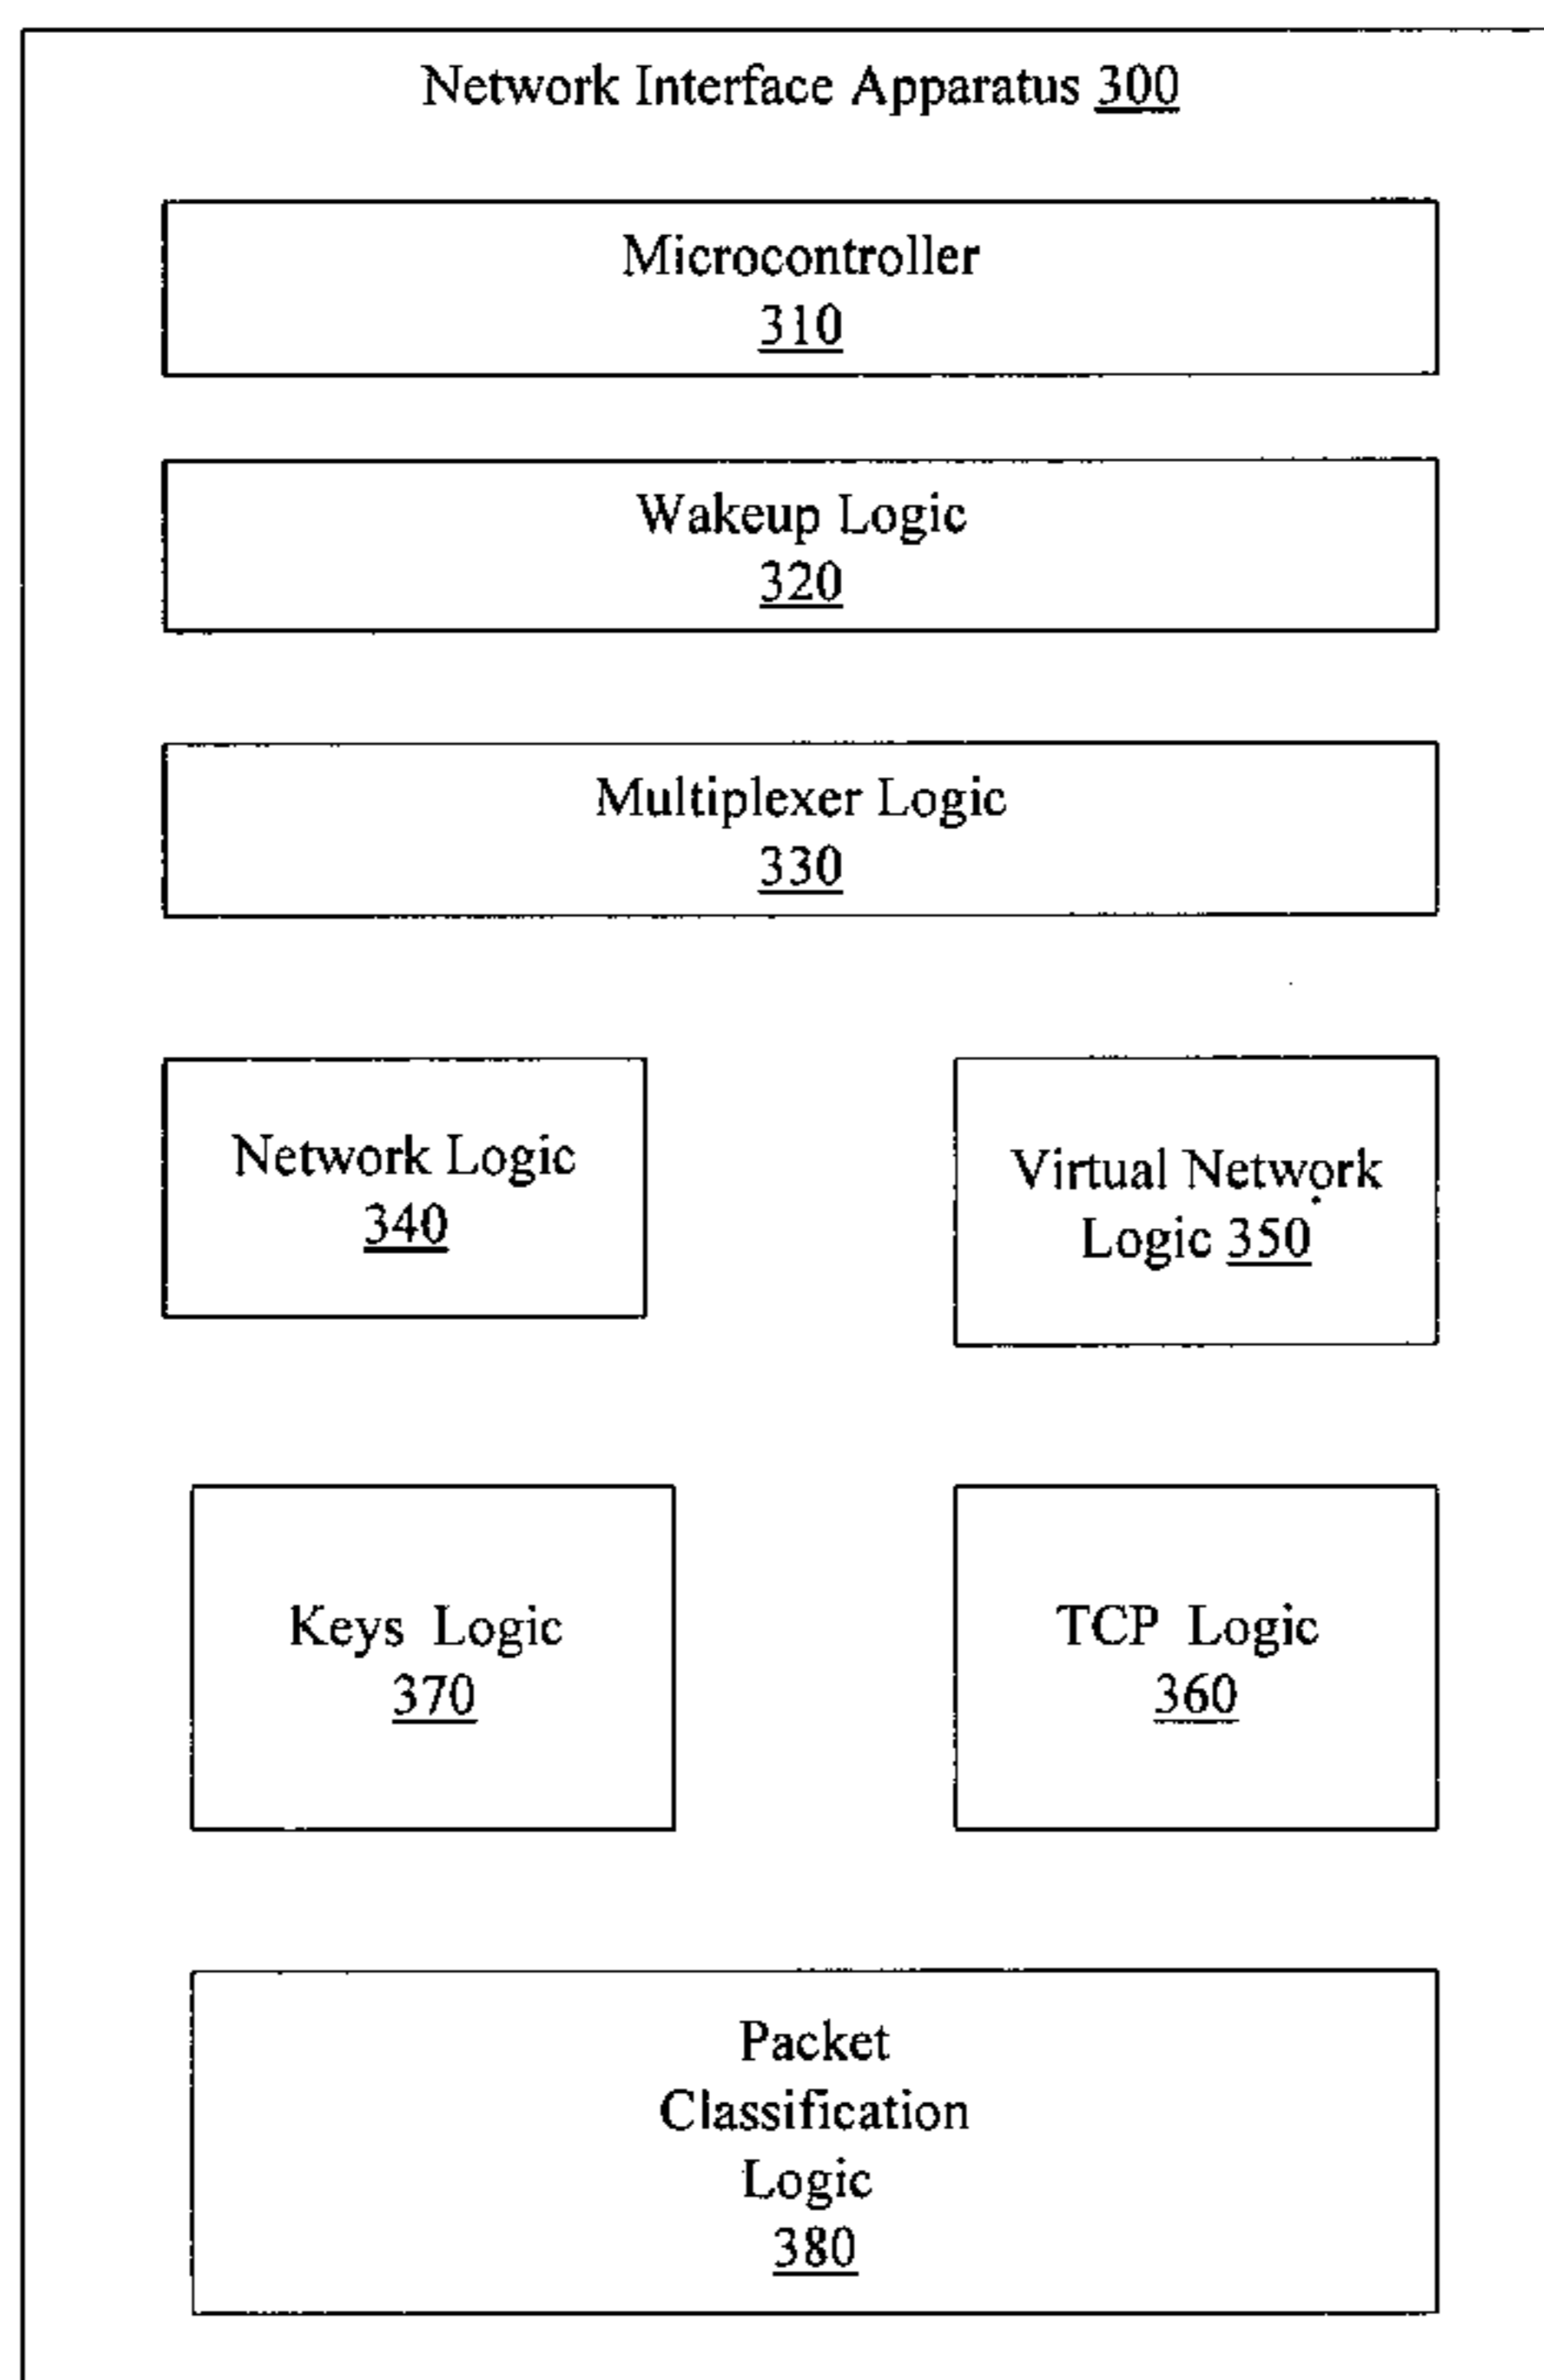 Network Interface Apparatus 300
Microcontroller
310
Wakeup Logic
320
Multiplexer Logic
330
Network Logic
340
Virtual Network
Logic 350
Keys Logic
370
TCP Logic
360
Packet
Classification
Logic
380